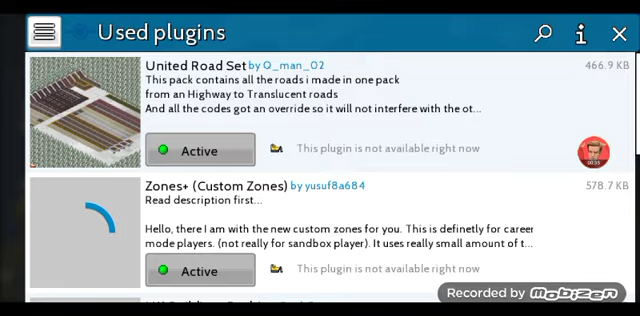 Used plugins
United Road Set by Q_man_02
466.9 KB
This pack contains all the roads i made in one pack
from an Highway to Translucent roads
And all the codes got an override so it will not interfere with the ot...
Active
This plugin is not available right now
Zones+ (Custom Zones) by yusuf8a684
578.7 KB
Read description first...
Hello, there I am with the new custom zones for you. This is definetly for career
mode players. (not really for sandbox player). It uses really small amount of t...
Active
This plugin is not available right now
Recorded by MOBIZEN